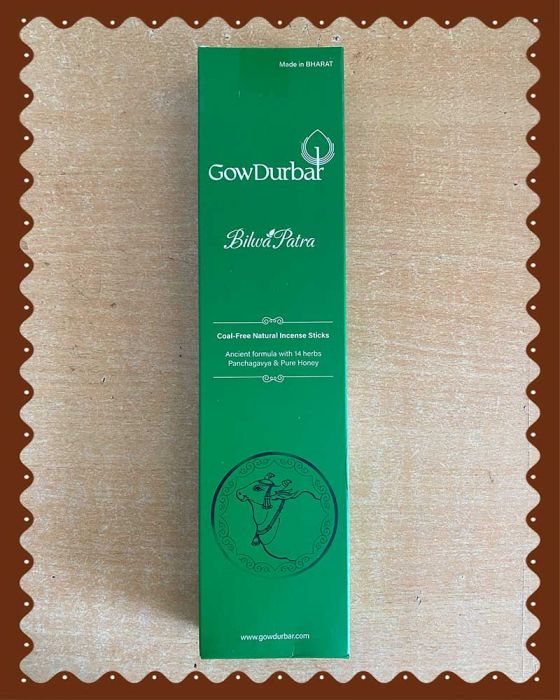 Made in BHARAT
GowDurbar
Bilwa Patra
Coal-Free Natural Incense Sticks
Ancient formula with 14 herbs
Panchagavya & Pure Honey
www.gowdurbar.com